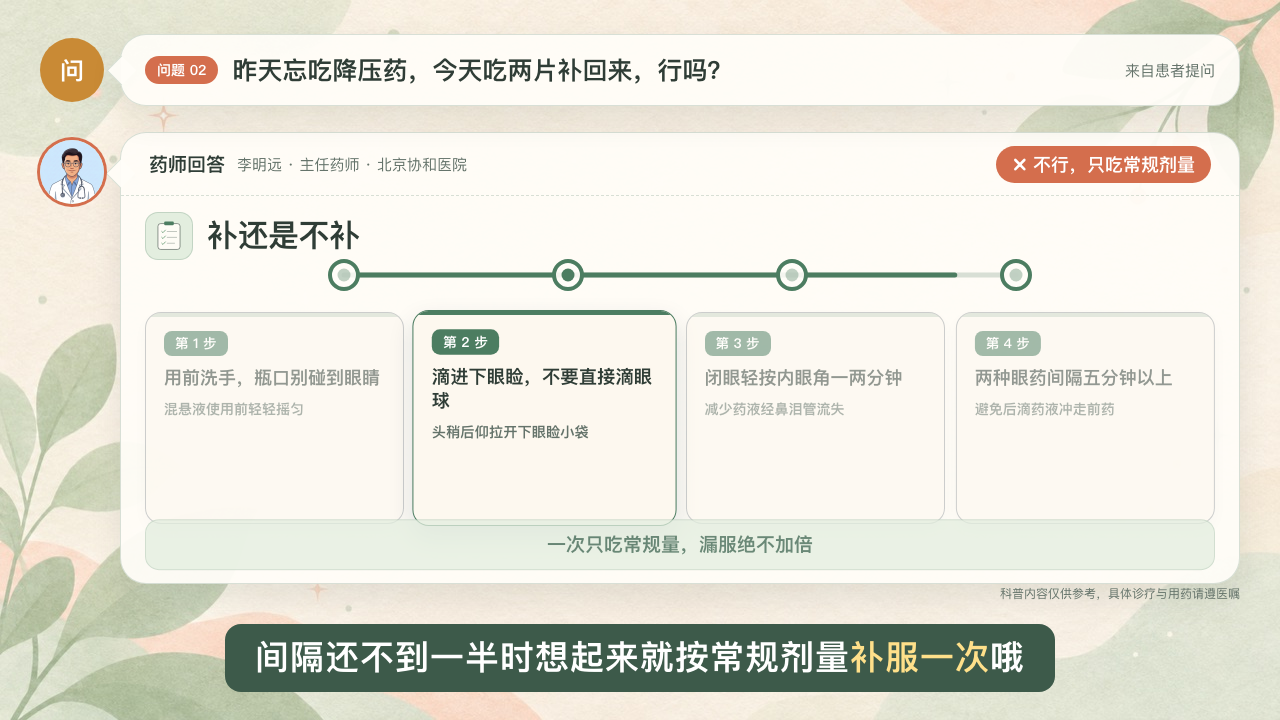 问
问题 02
昨天忘吃降压药，今天吃两片补回来，行吗?
来自患者提问
药师回答
李明远 · 主任药师 · 北京协和医院
✕ 不行，只吃常规剂量
补还是不补
第 1 步
用前洗手，瓶口别碰到眼睛
混悬液使用前轻轻摇匀
第 2 步
滴进下眼睑，不要直接滴眼
球
头稍后仰拉开下眼睑小袋
第 3 步
闭眼轻按内眼角一两分钟
减少药液经鼻泪管流失
第 4 步
两种眼药间隔五分钟以上
避免后滴药液冲走前药
一次只吃常规量，漏服绝不加倍
科普内容仅供参考，具体诊疗与用药请遵医嘱
间隔还不到一半时想起来就按常规剂量补服一次哦